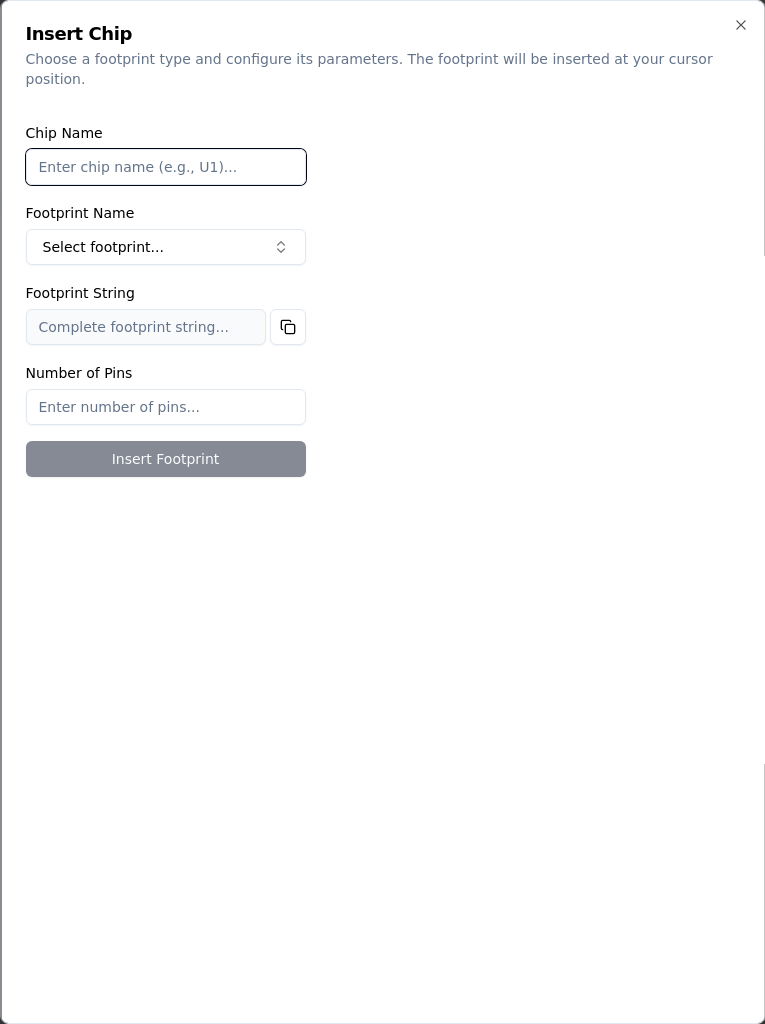 Insert Chip
Choose a footprint type and configure its parameters. The footprint will be inserted at your cursor
position.
Chip Name
Enter chip name (e.g., U1)...
Footprint Name
Select footprint...
Footprint String
Complete footprint string...
Number of Pins
Enter number of pins...
Insert Footprint